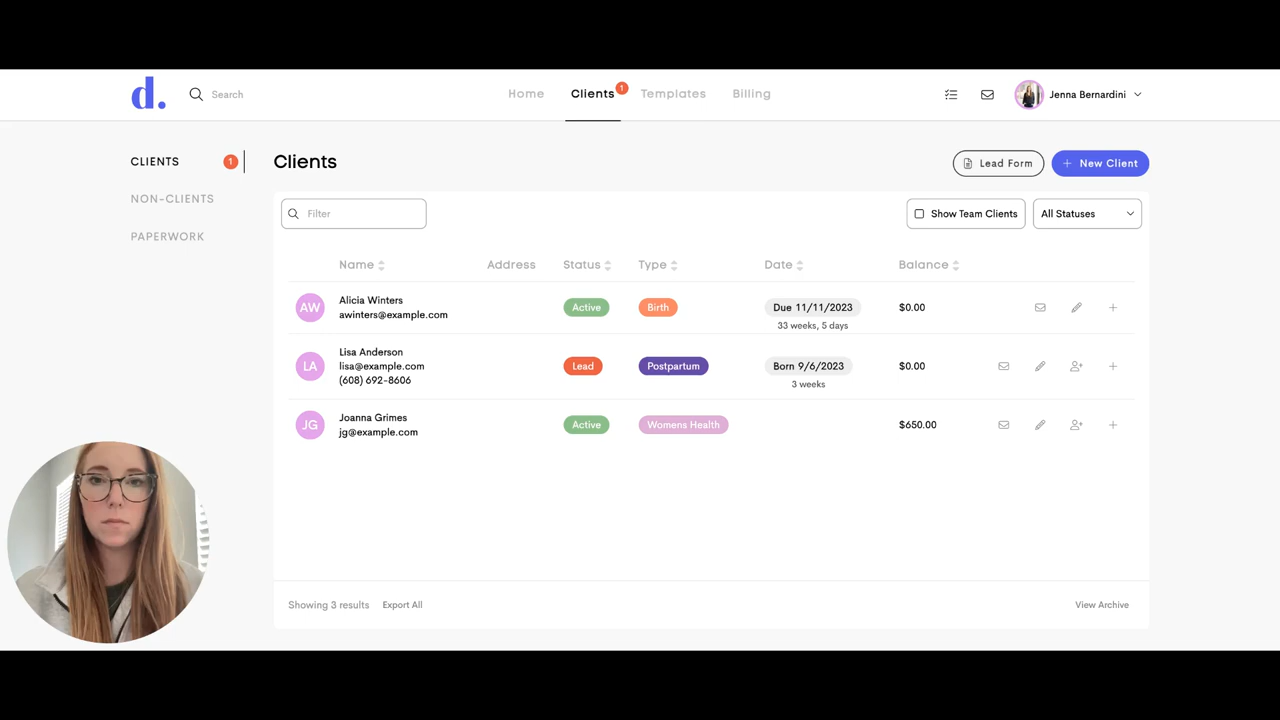 d.
Search
Home
Clients
1
Templates
Billing
Jenna Bernardini
CLIENTS
1
NON-CLIENTS
PAPERWORK
Clients
Lead Form
+ New Client
Filter
Show Team Clients
All Statuses
Name
Address
Status
Type
Date
Balance
AW
Alicia Winters
awinters@example.com
Active
Birth
Due 11/11/2023
33 weeks, 5 days
$0.00
LA
Lisa Anderson
lisa@example.com
(608) 692-8606
Lead
Postpartum
Born 9/6/2023
3 weeks
$0.00
JG
Joanna Grimes
jg@example.com
Active
Womens Health
$650.00
Showing 3 results
Export All
View Archive